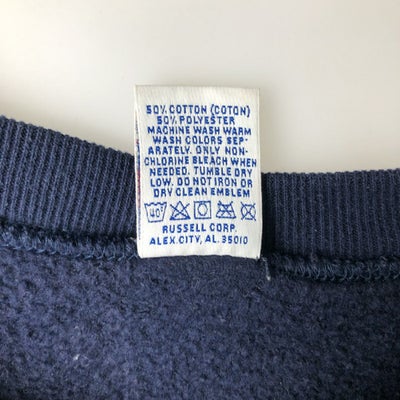 50% COTTON (COTON)
50% POLYESTER
MACHINE WASH WARM
WASH COLORS SEP-
ARATELY. ONLY NON-
CHLORINE BLEACH WHEN
NEEDED. TUMBLE DRY
LOW. DO NOT IRON OR
DRY CLEAN EMBLEM
40°
RUSSELL CORP.
ALEX. CITY, AL. 35010